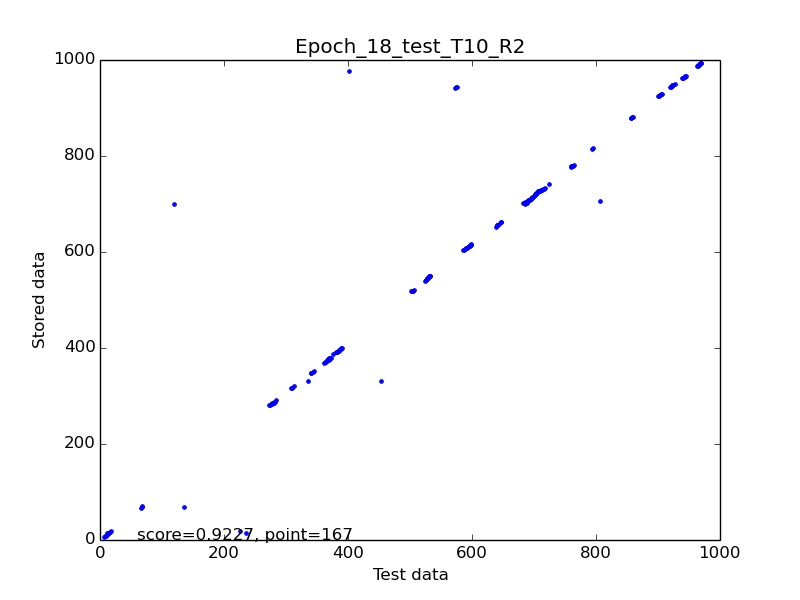 Epoch_18_test_T10_R2
1000
800
600
400
200
0
Stored data
score=0.9227, point=167
0 200 400 600 800 1000
Test data